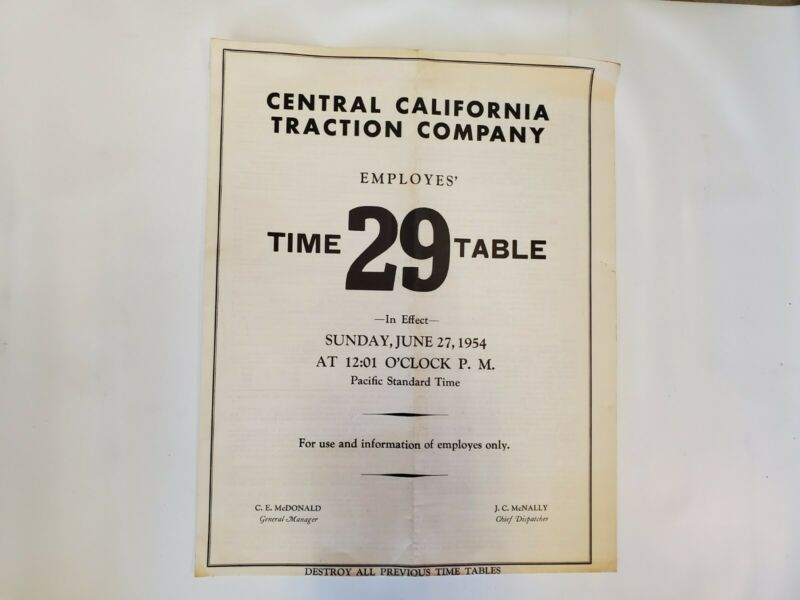 CENTRAL CALIFORNIA
TRACTION COMPANY
EMPLOYES'
TIME 29 TABLE
—In Effect—
SUNDAY, JUNE 27, 1954
AT 12:01 O'CLOCK P. M.
Pacific Standard Time
For use and information of employes only.
C. E. McDONALD
General Manager
J. C. McNALLY
Chief Dispatcher
DESTROY ALL PREVIOUS TIME TABLES